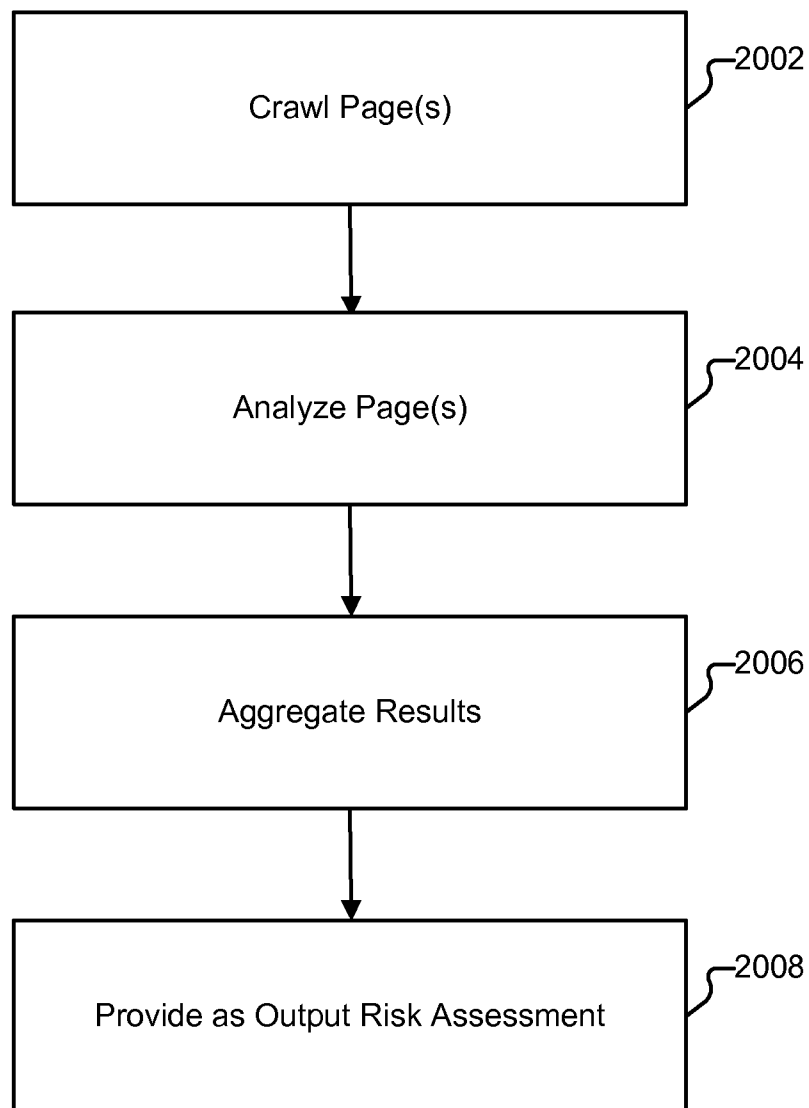 Crawl Page(s)
2002
Analyze Page(s)
2004
Aggregate Results
2006
Provide as Output Risk Assessment
2008